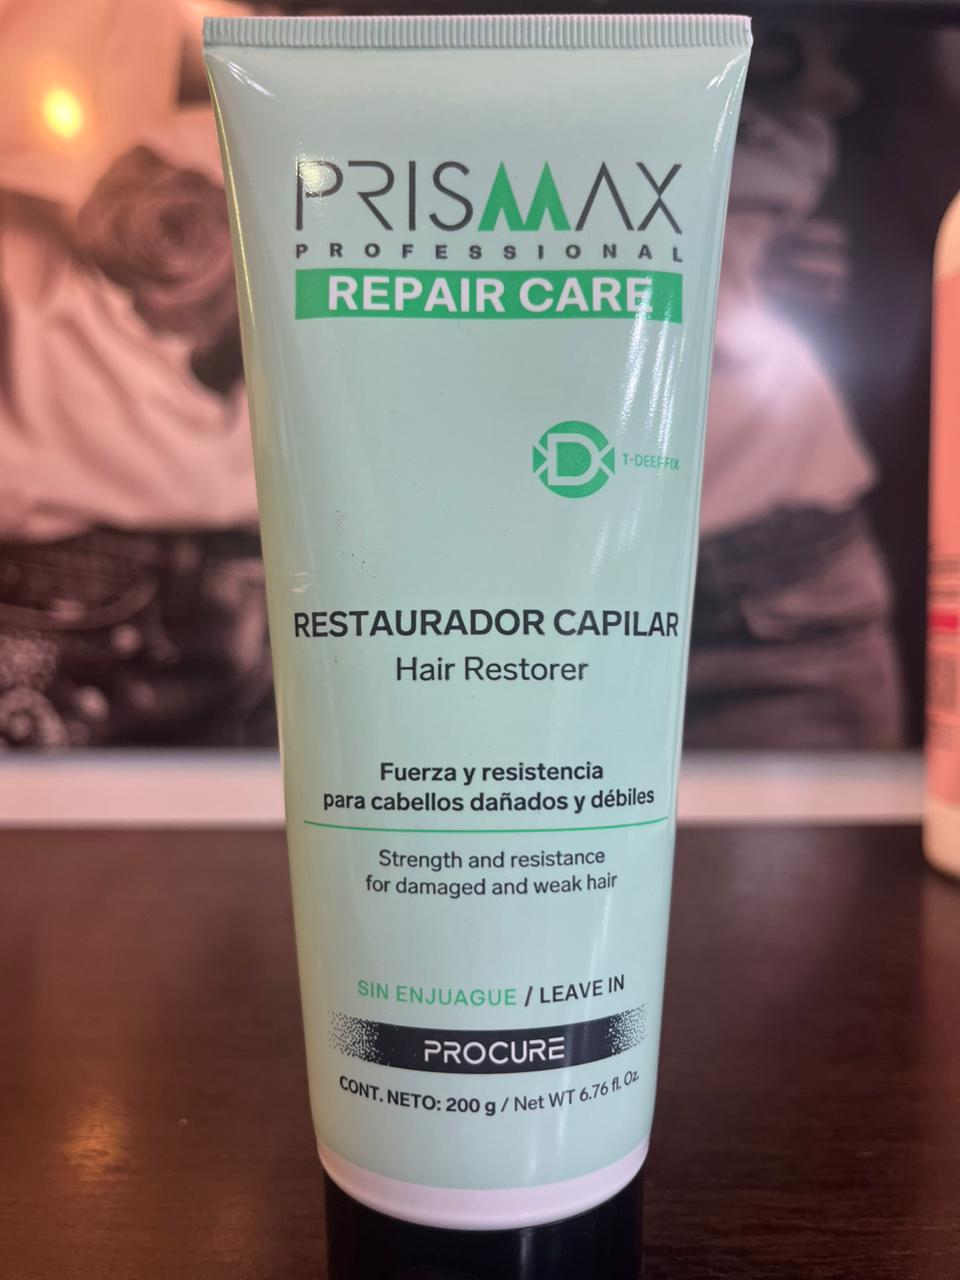 PRISMAX
PROFESSIONAL
REPAIR CARE
D T-DEEPFIX
RESTAURADOR CAPILAR
Hair Restorer
Fuerza y resistencia
para cabellos dañados y débiles
Strength and resistance
for damaged and weak hair
SIN ENJUAGUE / LEAVE IN
PROCURE
CONT. NETO: 200 g / Net WT 6.76 fl. Oz